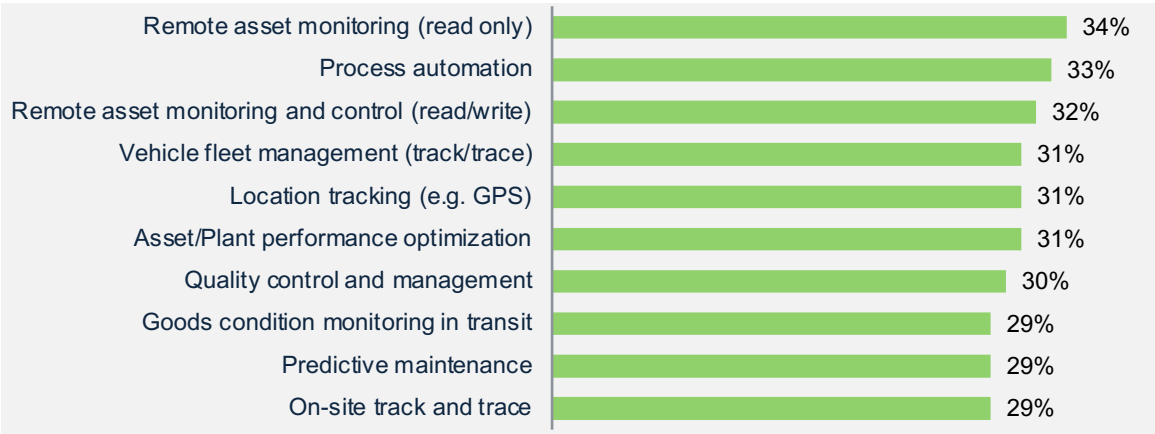 Remote asset monitoring (read only) 34%
Process automation 33%
Remote asset monitoring and control (read/write) 32%
Vehicle fleet management (track/trace) 31%
Location tracking (e.g. GPS) 31%
Asset/Plant performance optimization 31%
Quality control and management 30%
Goods condition monitoring in transit 29%
Predictive maintenance 29%
On-site track and trace 29%